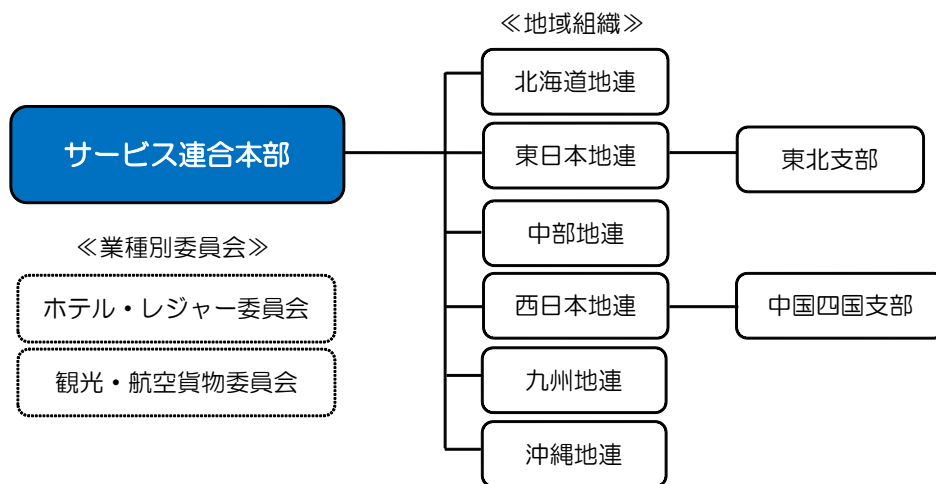 ≪地域組織≫
北海道地連
サービス連合本部
東日本地連
東北支部
中部地連
≪業種別委員会≫
ホテル・レジャー委員会
西日本地連
中国四国支部
観光・航空貨物委員会
九州地連
沖縄地連